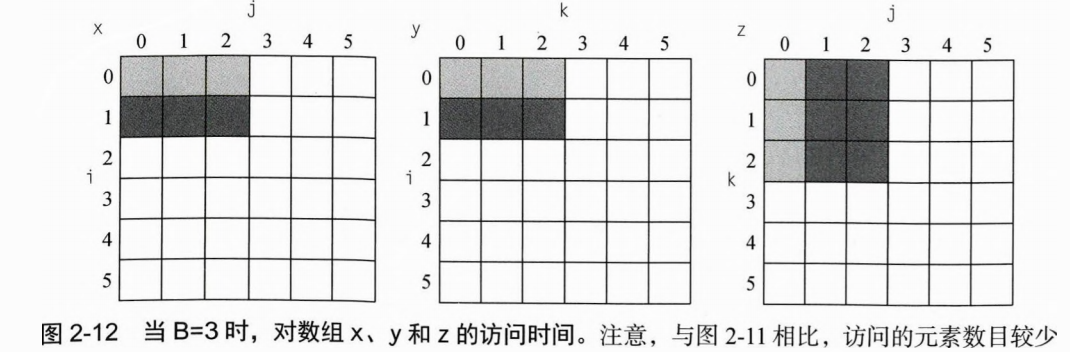 j k j
x y z
0 1 2 3 4 5 0 1 2 3 4 5 0 1 2 3 4 5
0 0 0
1 1 1
2 2 2
i i k
3 3 3
4 4 4
5 5 5
图 2-12 当 B=3 时，对数组 x、y 和 z 的访问时间。注意，与图 2-11 相比，访问的元素数目较少